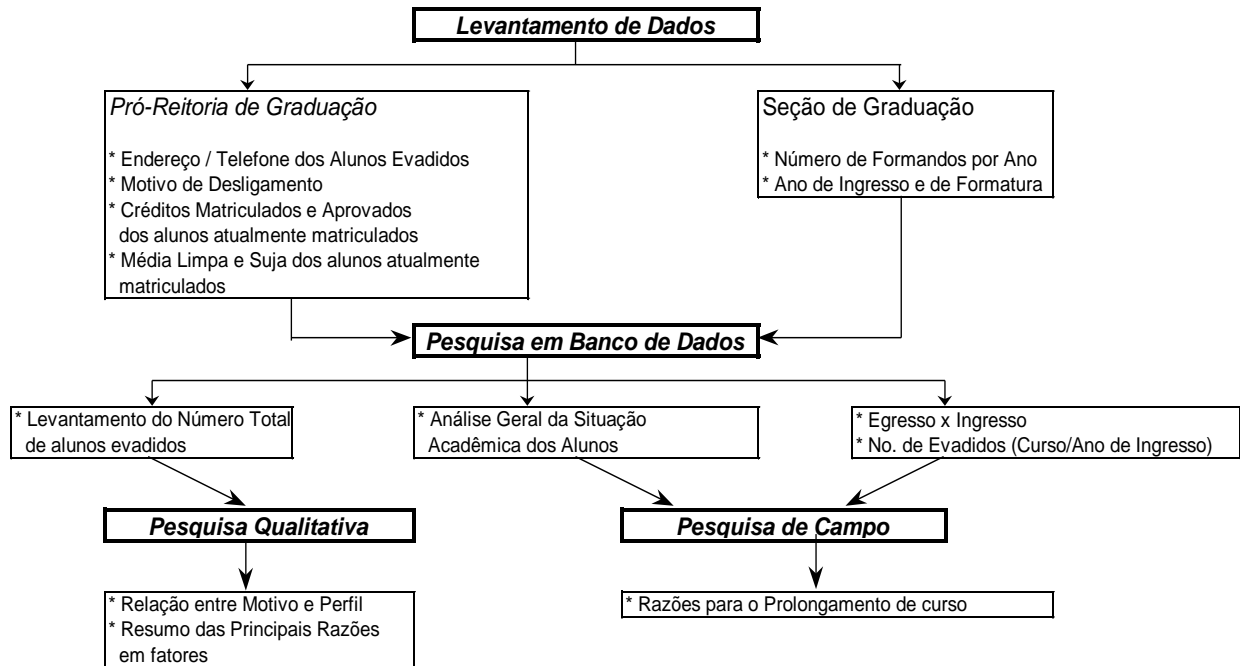 Levantamento de Dados
Pró-Reitoria de Graduação
* Endereço / Telefone dos Alunos Evadidos
* Motivo de Desligamento
* Créditos Matriculados e Aprovados
dos alunos atualmente matriculados
* Média Limpa e Suja dos alunos atualmente
matriculados
Seção de Graduação
* Número de Formandos por Ano
* Ano de Ingresso e de Formatura
Pesquisa em Banco de Dados
* Levantamento do Número Total
de alunos evadidos
* Análise Geral da Situação
Acadêmica dos Alunos
* Egresso x Ingresso
* No. de Evadidos (Curso/Ano de Ingresso)
Pesquisa Qualitativa
Pesquisa de Campo
* Relação entre Motivo e Perfil
* Resumo das Principais Razões
em fatores
* Razões para o Prolongamento de curso